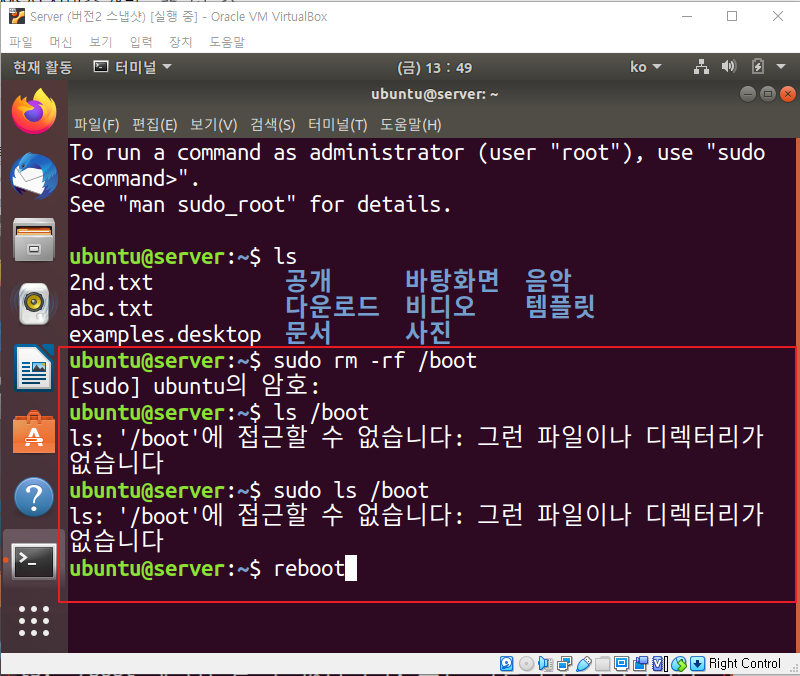 Server (버전2 스냅샷) [실행 중] - Oracle VM VirtualBox
파일 머신 보기 입력 장치 도움말
현재 활동 터미널 (금) 13 : 49 ko
ubuntu@server: ~
파일(F) 편집(E) 보기(V) 검색(S) 터미널(T) 도움말(H)
To run a command as administrator (user "root"), use "sudo
<command>".
See "man sudo_root" for details.
ubuntu@server:~$ ls
2nd.txt 공개 바탕화면 음악
abc.txt 다운로드 비디오 템플릿
examples.desktop 문서 사진
ubuntu@server:~$ sudo rm -rf /boot
[sudo] ubuntu의 암호:
ubuntu@server:~$ ls /boot
ls: '/boot'에 접근할 수 없습니다: 그런 파일이나 디렉터리가
없습니다
ubuntu@server:~$ sudo ls /boot
ls: '/boot'에 접근할 수 없습니다: 그런 파일이나 디렉터리가
없습니다
ubuntu@server:~$ reboot
Right Control